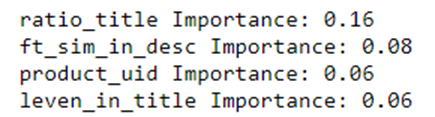 ratio_title Importance: 0.16
ft_sim_in_desc Importance: 0.08
product_uid Importance: 0.06
leven_in_title Importance: 0.06